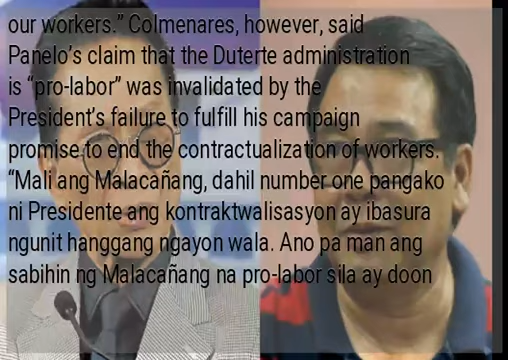 our workers.” Colmenares, however, said
Panelo’s claim that the Duterte administration
is “pro-labor” was invalidated by the
President’s failure to fulfill his campaign
promise to end the contractualization of workers.
“Mali ang Malacañang, dahil number one pangako
ni Presidente ang kontraktwalisasyon ay ibasura
ngunit hanggang ngayon wala. Ano pa man ang
sabihin ng Malacañang na pro-labor sila ay doon